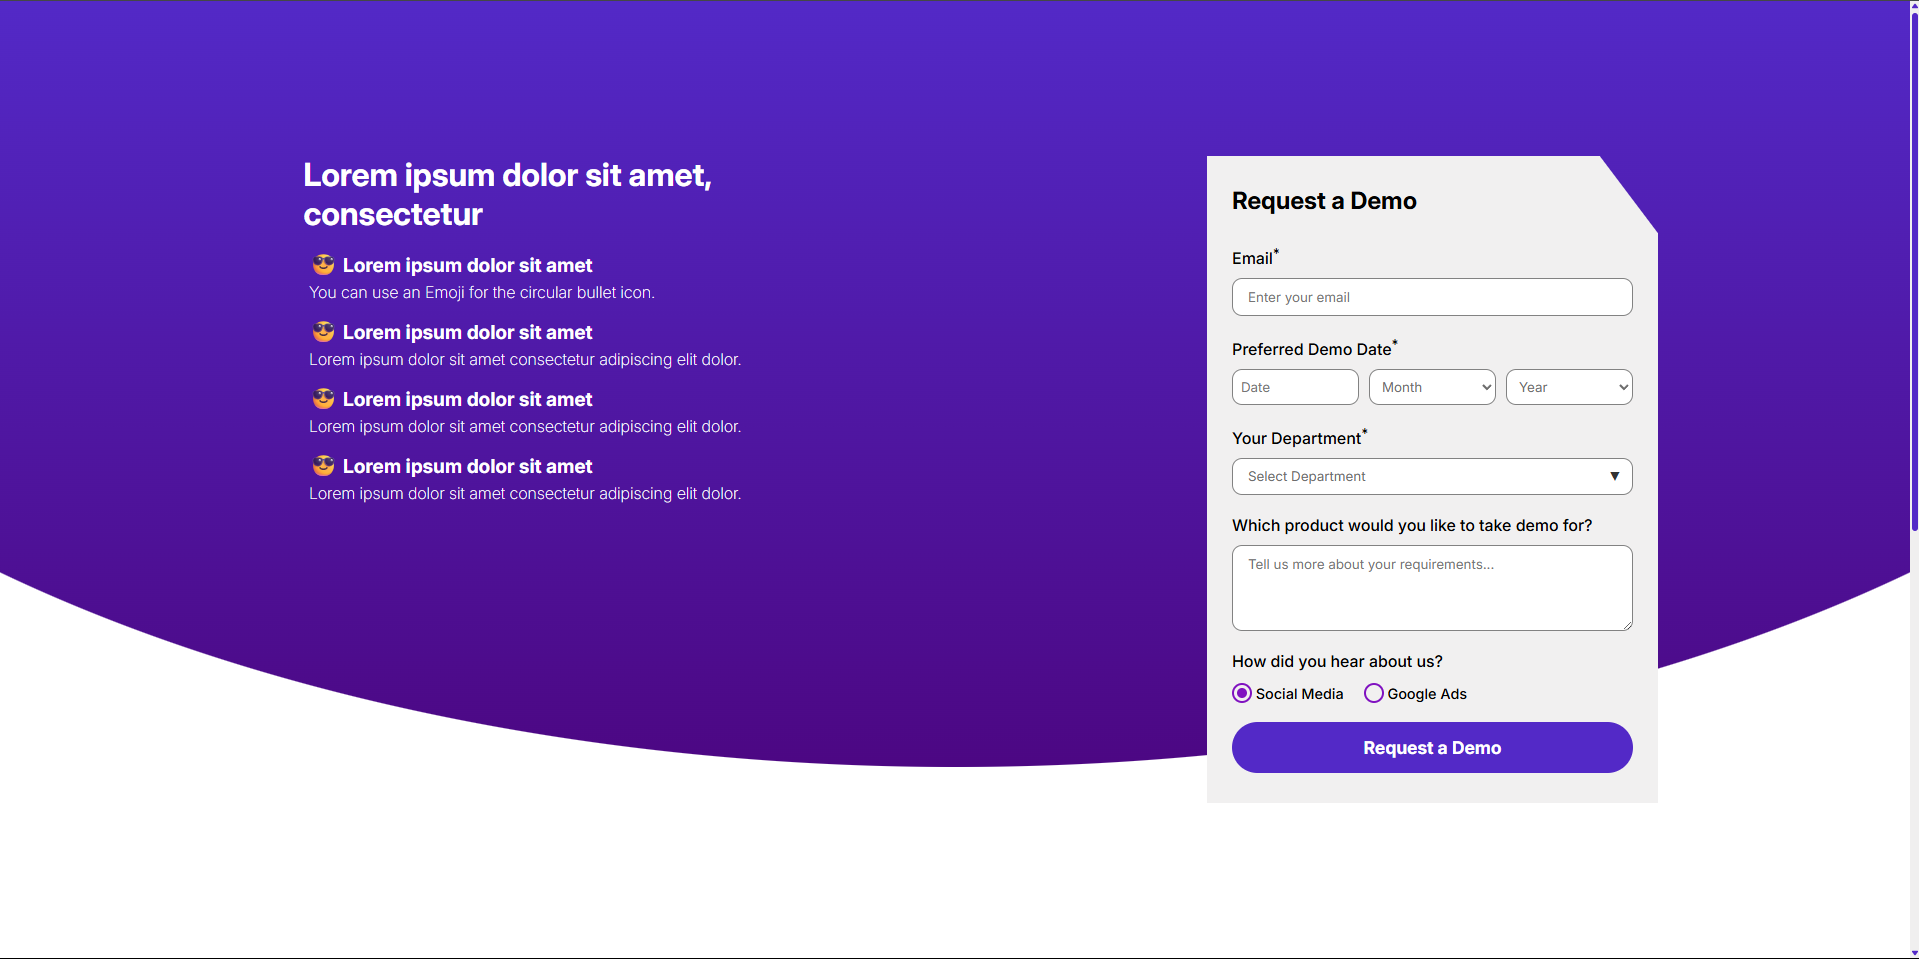 Lorem ipsum dolor sit amet,
consectetur
😎 Lorem ipsum dolor sit amet
You can use an Emoji for the circular bullet icon.
😎 Lorem ipsum dolor sit amet
Lorem ipsum dolor sit amet consectetur adipiscing elit dolor.
😎 Lorem ipsum dolor sit amet
Lorem ipsum dolor sit amet consectetur adipiscing elit dolor.
😎 Lorem ipsum dolor sit amet
Lorem ipsum dolor sit amet consectetur adipiscing elit dolor.
Request a Demo
Email*
Enter your email
Preferred Demo Date*
Date Month Year
Your Department*
Select Department
Which product would you like to take demo for?
Tell us more about your requirements...
How did you hear about us?
Social Media Google Ads
Request a Demo